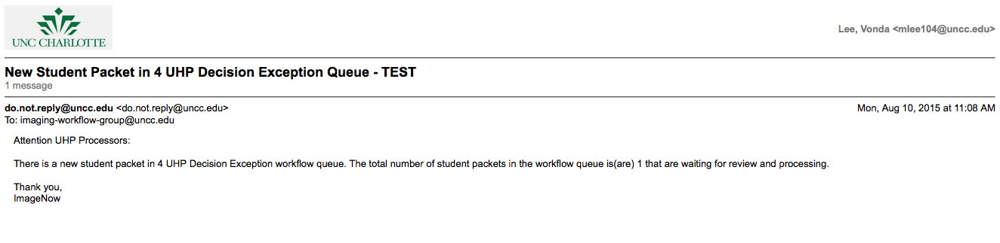 UNC CHARLOTTE
Lee, Vonda <mlee104@uncc.edu>
New Student Packet in 4 UHP Decision Exception Queue - TEST
1 message
do.not.reply@uncc.edu <do.not.reply@uncc.edu> Mon, Aug 10, 2015 at 11:08 AM
To: imaging-workflow-group@uncc.edu
Attention UHP Processors:
There is a new student packet in 4 UHP Decision Exception workflow queue. The total number of student packets in the workflow queue is(are) 1 that are waiting for review and processing.
Thank you,
ImageNow